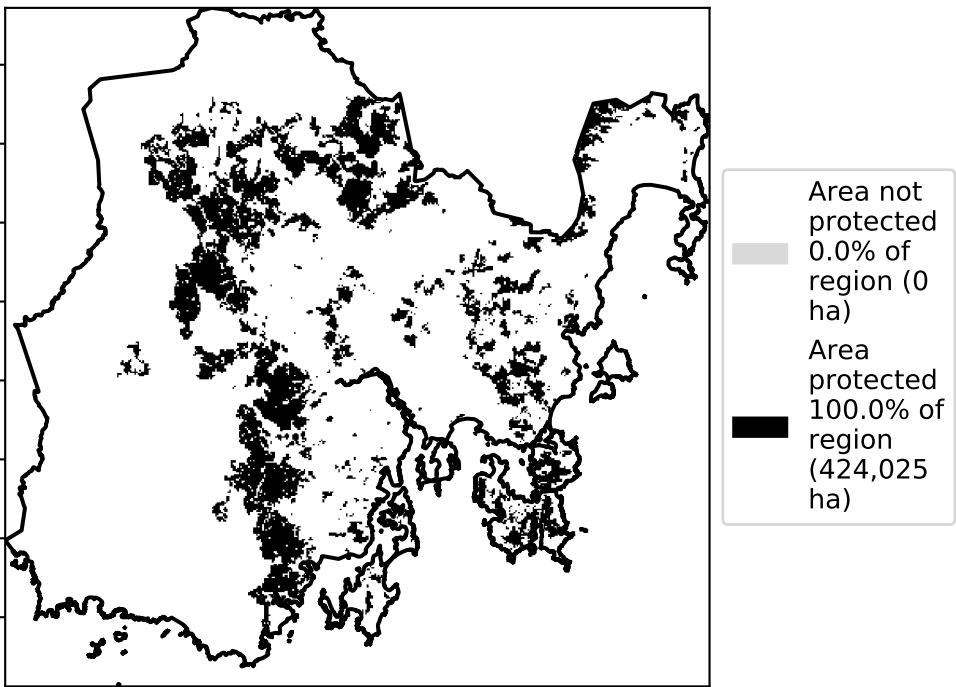 Area not
protected
0.0% of
region (0
ha)
Area
protected
100.0% of
region
(424,025
ha)